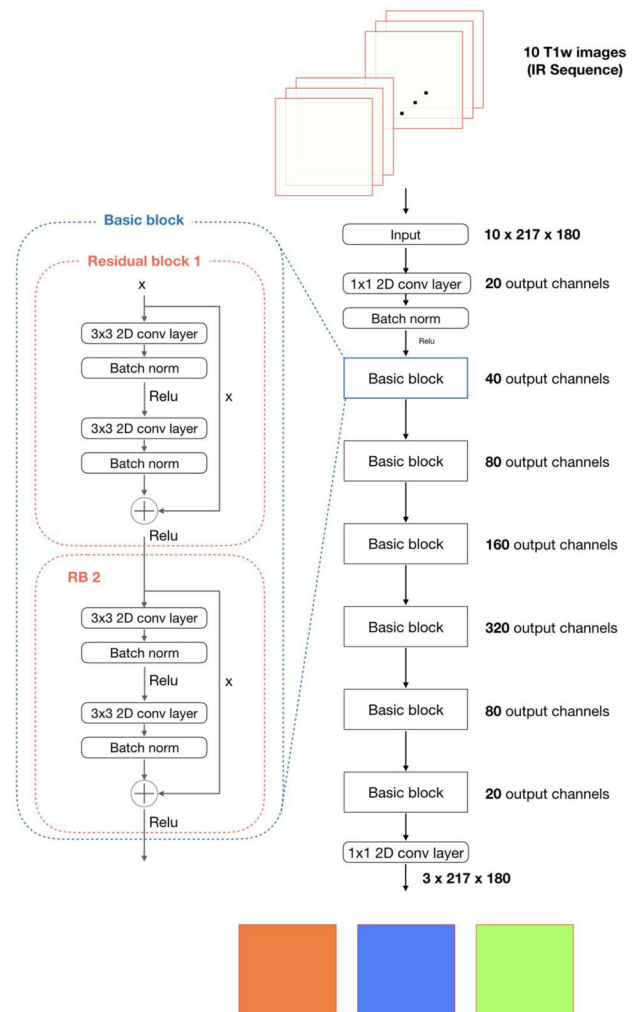 10 T1w images
(IR Sequence)
Input
10 x 217 x 180
1x1 2D conv layer
20 output channels
Batch norm
Relu
Basic block
40 output channels
Basic block
80 output channels
Basic block
160 output channels
Basic block
320 output channels
Basic block
80 output channels
Basic block
20 output channels
1x1 2D conv layer
3 x 217 x 180
Basic block
Residual block 1
x
3x3 2D conv layer
Batch norm
Relu
x
3x3 2D conv layer
Batch norm
Relu
RB 2
3x3 2D conv layer
Batch norm
Relu
x
3x3 2D conv layer
Batch norm
Relu